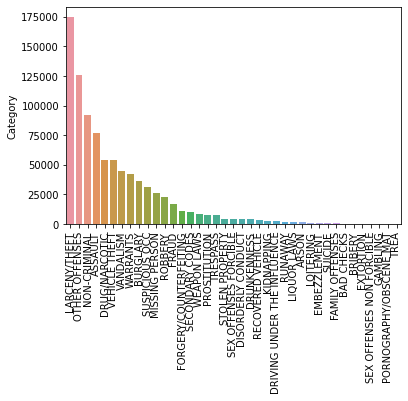 175000
150000
125000
100000
75000
50000
25000
0
Category
LARCENY/THEFT
OTHER OFFENSES
NON-CRIMINAL
ASSAULT
DRUG/NARCOTIC
VEHICLE THEFT
VANDALISM
WARRANTS
BURGLARY
SUSPICIOUS OCC
MISSING PERSON
ROBBERY
FRAUD
FORGERY/COUNTERFEITING
SECONDARY CODES
WEAPON LAWS
PROSTITUTION
TRESPASS
STOLEN PROPERTY
SEX OFFENSES FORCIBLE
DISORDERLY CONDUCT
DRUNKENNESS
RECOVERED VEHICLE
KIDNAPPING
DRIVING UNDER THE INFLUENCE
RUNAWAY
LIQUOR LAWS
ARSON
LOITERING
EMBEZZLEMENT
SUICIDE
FAMILY OFFENSES
BAD CHECKS
BRIBERY
EXTORTION
SEX OFFENSES NON FORCIBLE
GAMBLING
PORNOGRAPHY/OBSCENE MAT
TREA